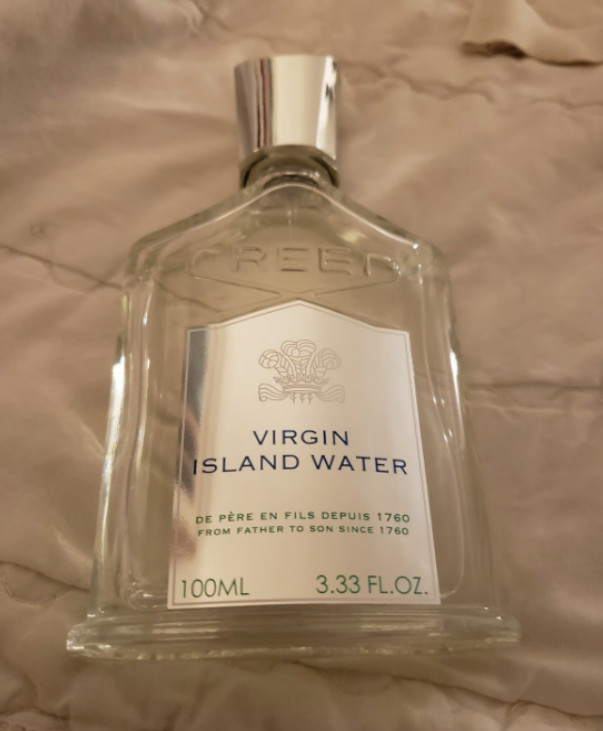 CREED
VIRGIN
ISLAND WATER
DE PÈRE EN FILS DEPUIS 1760
FROM FATHER TO SON SINCE 1760
100ML 3.33 FL.OZ.